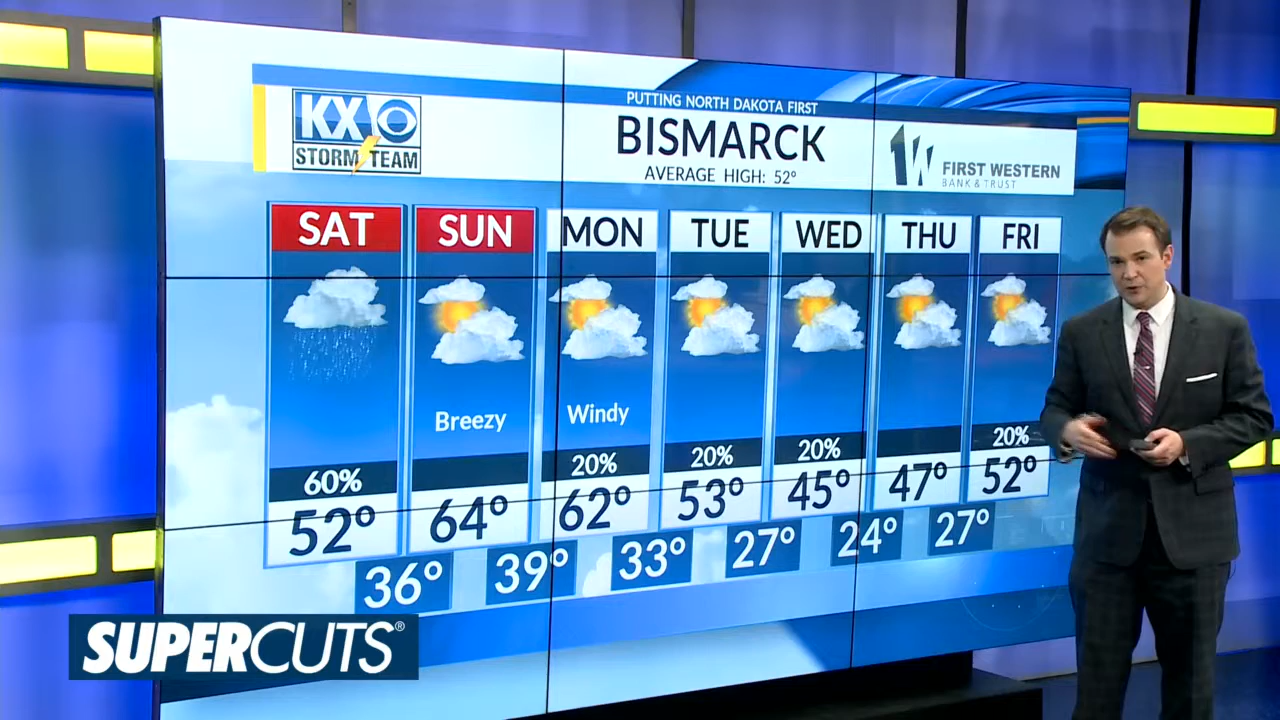 KX
STORM TEAM
PUTTING NORTH DAKOTA FIRST
BISMARCK
AVERAGE HIGH: 52°
1W
FIRST WESTERN
BANK & TRUST
SAT SUN MON TUE WED THU FRI
Breezy Windy
60% 20% 20% 20% 20%
52° 64° 62° 53° 45° 47° 52°
36° 39° 33° 27° 24° 27°
SUPERCUTS®